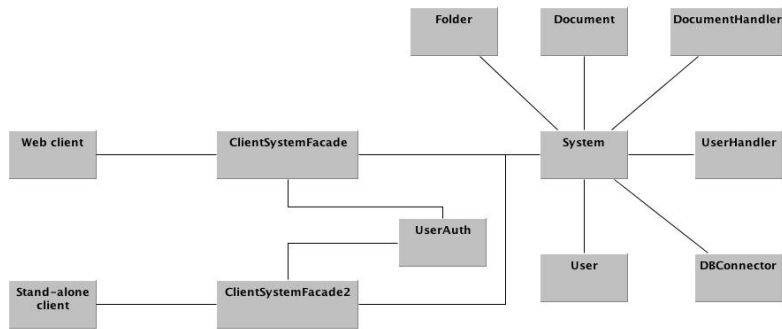 Folder
Document
DocumentHandler
Web client
ClientSystemFacade
System
UserHandler
UserAuth
User
DBConnector
Stand-alone
client
ClientSystemFacade2